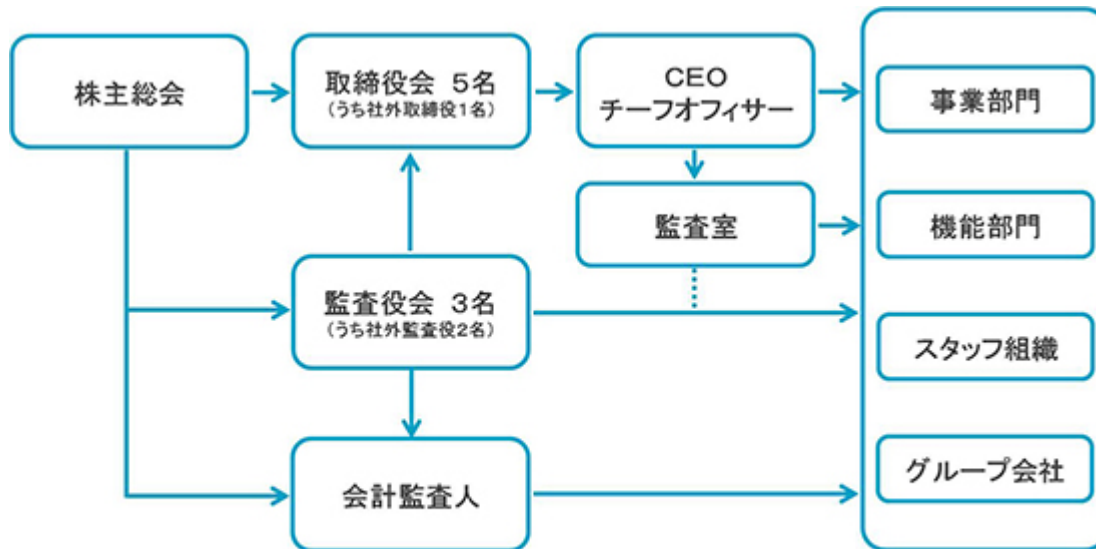 株主総会
取締役会 5名
(うち社外取締役1名)
CEO
チーフオフィサー
事業部門
監査室
機能部門
監査役会 3名
(うち社外監査役2名)
スタッフ組織
会計監査人
グループ会社